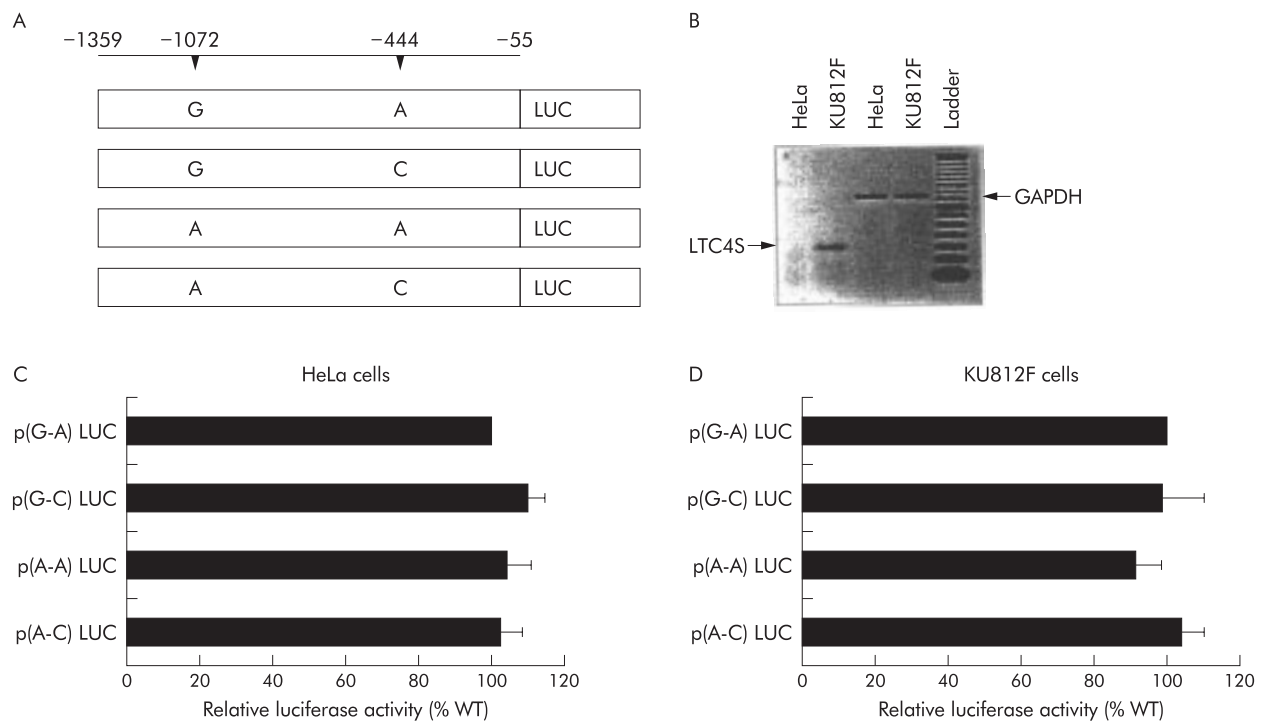 A
−1359 −1072 −444 −55
G A LUC
G C LUC
A A LUC
A C LUC
B
HeLa
KU812F
HeLa
KU812F
Ladder
GAPDH
LTC4S
C
HeLa cells
p(G-A) LUC
p(G-C) LUC
p(A-A) LUC
p(A-C) LUC
0 20 40 60 80 100 120
Relative luciferase activity (% WT)
D
KU812F cells
p(G-A) LUC
p(G-C) LUC
p(A-A) LUC
p(A-C) LUC
0 20 40 60 80 100 120
Relative luciferase activity (% WT)